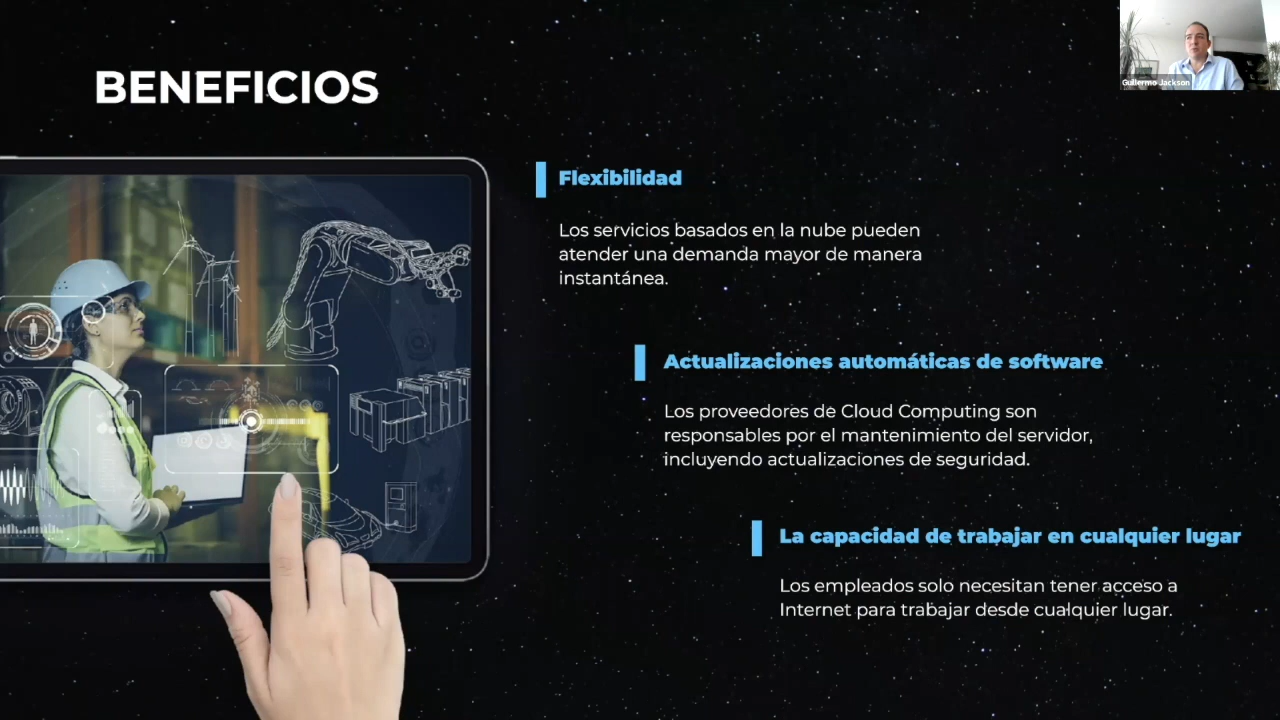 BENEFICIOS
Guillermo Jackson
Flexibilidad
Los servicios basados en la nube pueden
atender una demanda mayor de manera
instantánea.
Actualizaciones automáticas de software
Los proveedores de Cloud Computing son
responsables por el mantenimiento del servidor,
incluyendo actualizaciones de seguridad.
La capacidad de trabajar en cualquier lugar
Los empleados solo necesitan tener acceso a
Internet para trabajar desde cualquier lugar.